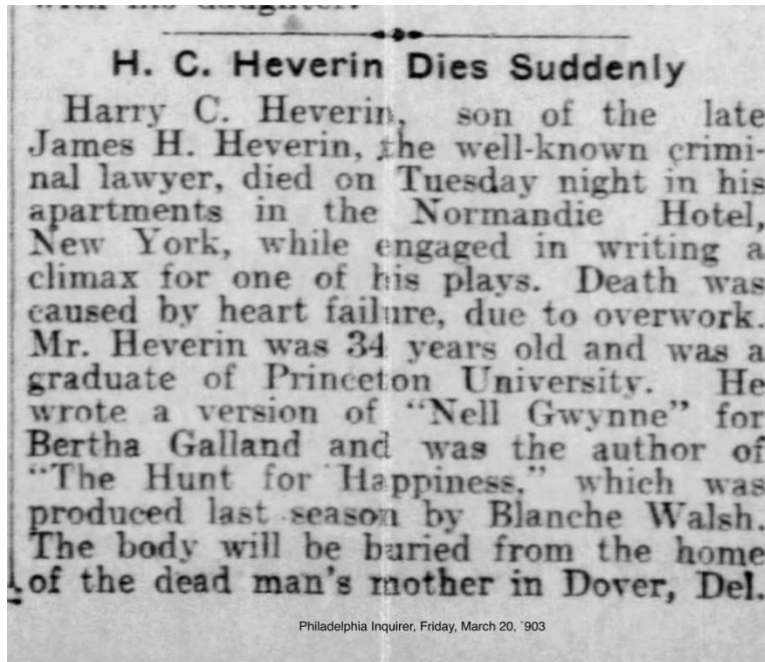 with his daughter.
H. C. Heverin Dies Suddenly
Harry C. Heverin, son of the late
James H. Heverin, the well-known crimi-
nal lawyer, died on Tuesday night in his
apartments in the Normandie Hotel,
New York, while engaged in writing a
climax for one of his plays. Death was
caused by heart failure, due to overwork.
Mr. Heverin was 34 years old and was a
graduate of Princeton University. He
wrote a version of “Nell Gwynne” for
Bertha Galland and was the author of
“The Hunt for Happiness,” which was
produced last season by Blanche Walsh.
The body will be buried from the home
of the dead man's mother in Dover, Del.
Philadelphia Inquirer, Friday, March 20, `903